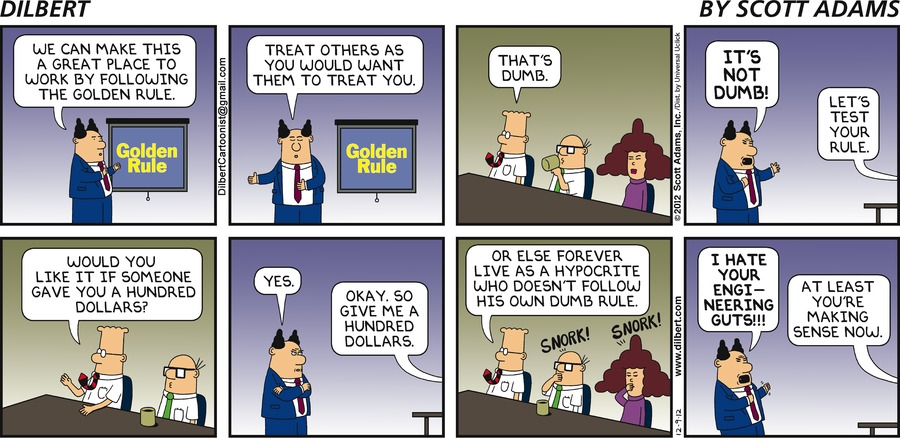 DILBERT
BY SCOTT ADAMS
WE CAN MAKE THIS
A GREAT PLACE TO
WORK BY FOLLOWING
THE GOLDEN RULE.
Golden
Rule
DilbertCartoonist@gmail.com
TREAT OTHERS AS
YOU WOULD WANT
THEM TO TREAT YOU.
Golden
Rule
THAT'S
DUMB.
©2012 Scott Adams, Inc. /Dist. by Universal Uclick
IT'S
NOT
DUMB!
LET'S
TEST
YOUR
RULE.
WOULD YOU
LIKE IT IF SOMEONE
GAVE YOU A HUNDRED
DOLLARS?
YES.
OKAY. SO
GIVE ME A
HUNDRED
DOLLARS.
OR ELSE FOREVER
LIVE AS A HYPOCRITE
WHO DOESN'T FOLLOW
HIS OWN DUMB RULE.
SNORK!
SNORK!
12-9-12
www.dilbert.com
I HATE
YOUR
ENGI-
NEERING
GUTS!!!
AT LEAST
YOU'RE
MAKING
SENSE NOW.